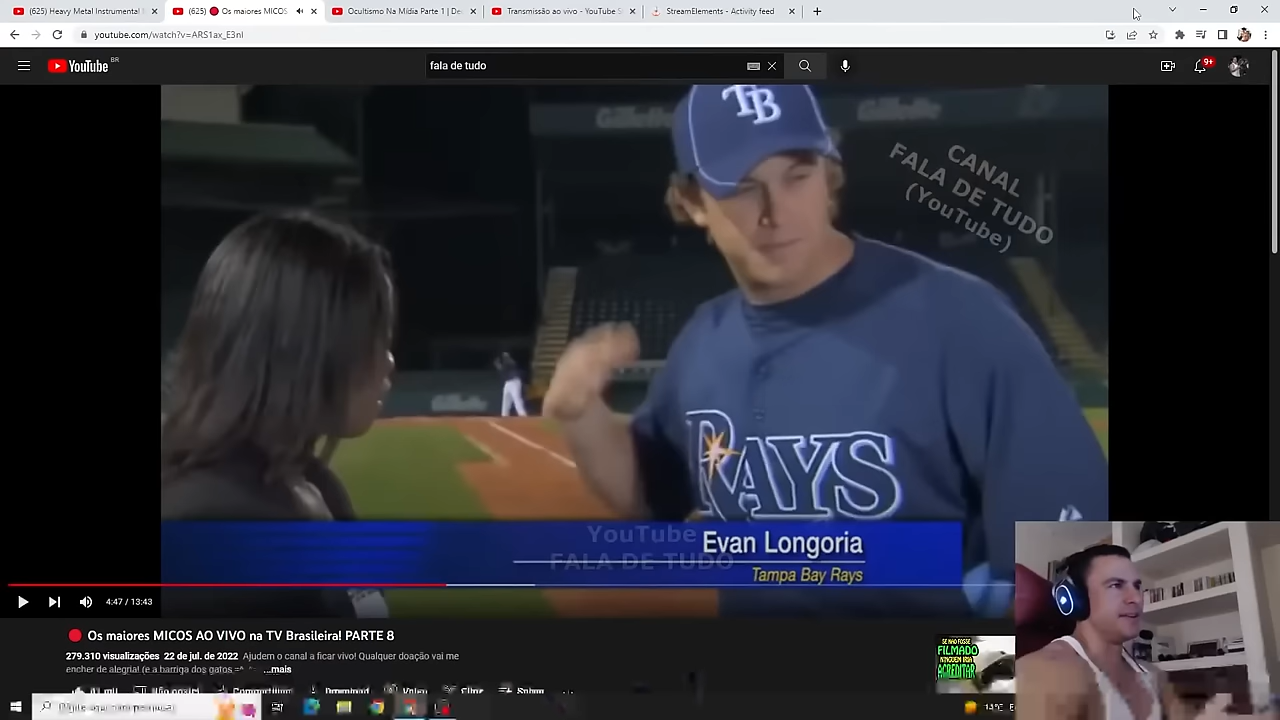 (625) Heavy Metal Instrumental
(625) Os maiores MICOS
Ocultismo Na Mídia Parte 1 | De
Transmissão ao vivo - YouTube S
StreamElements - Activity feed
youtube.com/watch?v=ARS1ax_E3nI
YouTube BR
fala de tudo
9+
TB
Gillette
Gillette
CANAL
FALA DE TUDO
(YouTube)
Gillette
RAYS
YouTube
FALA DE TUDO
Evan Longoria
Tampa Bay Rays
4:47 / 13:43
Os maiores MICOS AO VIVO na TV Brasileira! PARTE 8
279.310 visualizações 22 de jul. de 2022 Ajudem o canal a ficar vivo! Qualquer doação vai me
encher de alegria! (e a barriga dos gatos ...mais
SE NÃO FOSSE
FILMADO
NINGUÉM IRIA
ACREDITAR
14°C